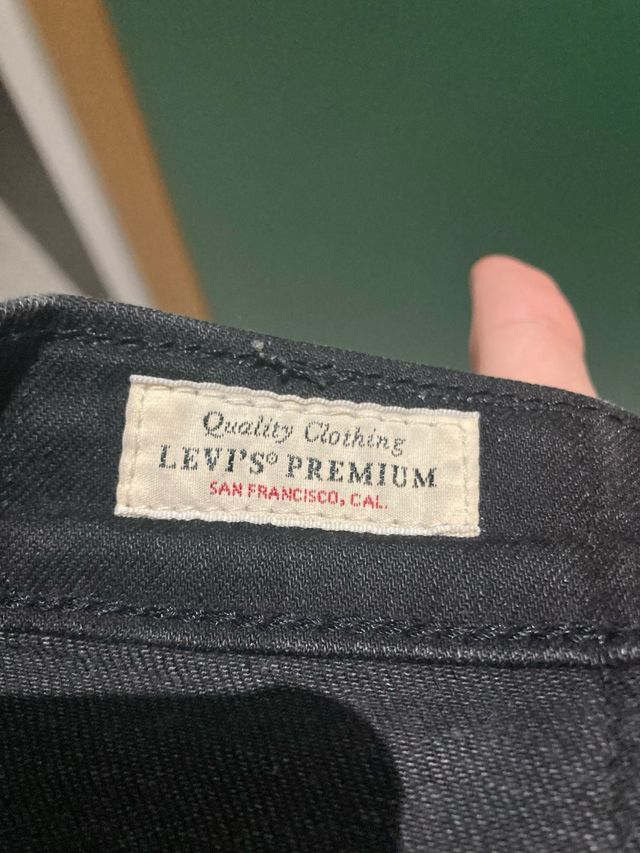 Quality Clothing
LEVI'S® PREMIUM
SAN FRANCISCO, CAL.